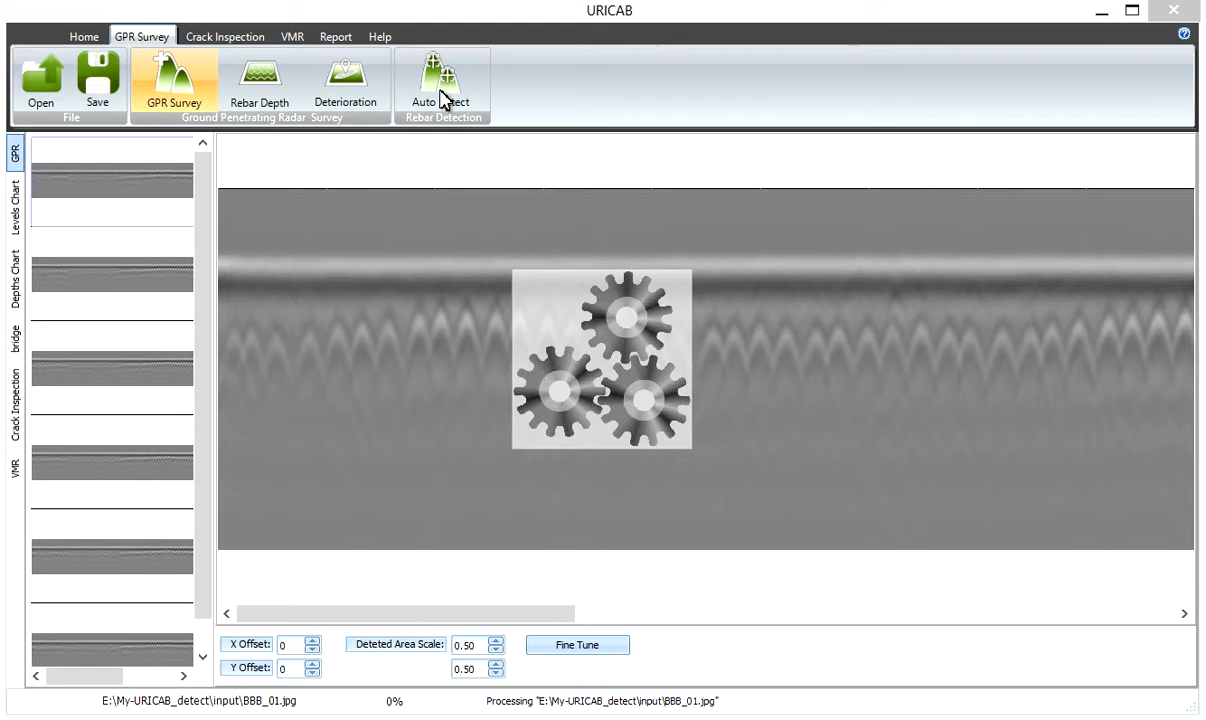 URICAB
Home GPR Survey Crack Inspection VMR Report Help
Open Save GPR Survey Rebar Depth Deterioration Auto ect
File Ground Penetrating Radar Survey Rebar Detection
GPR
Levels Chart
Depths Chart
bridge
Crack Inspection
VMR
X Offset: 0 Deteted Area Scale: 0.50 Fine Tune
Y Offset: 0 0.50
E:\My-URICAB_detect\input\BBB_01.jpg 0% Processing "E:\My-URICAB_detect\input\BBB_01.jpg"